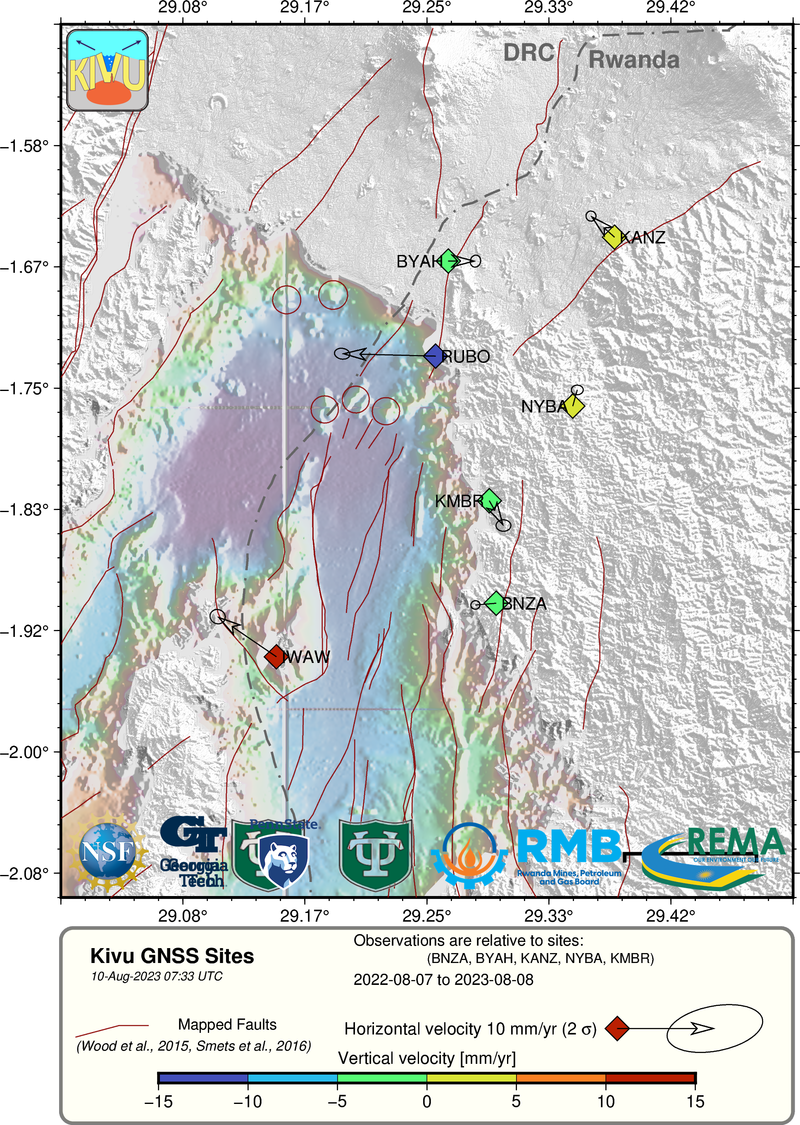 29.08° 29.17° 25.25° 29.33° 29.42°
DRC
Rwanda
KIVU
−1.58°
KANZ
BYAH
−1.67°
RUBO
−1.75°
NYBA
KMBR
−1.83°
BNZA
−1.92°
IWAW
−2.00°
PennState.
NSF
GT
Georgia
Tech
TU
RMB
Rwanda Mines, Petroleum
and Gas Board
REMA
OUR ENVIRONMENT OUR FUTURE
−2.08°
29.08° 29.17° 29.25° 29.33° 29.42°
Kivu GNSS Sites
10-Aug-2023 07:33 UTC
Observations are relative to sites:
(BNZA, BYAH, KANZ, NYBA, KMBR)
2022-08-07 to 2023-08-08
Mapped Faults
(Wood et al., 2015, Smets et al., 2016)
Horizontal velocity 10 mm/yr (2 σ)
Vertical velocity [mm/yr]
−15 −10 −5 0 5 10 15